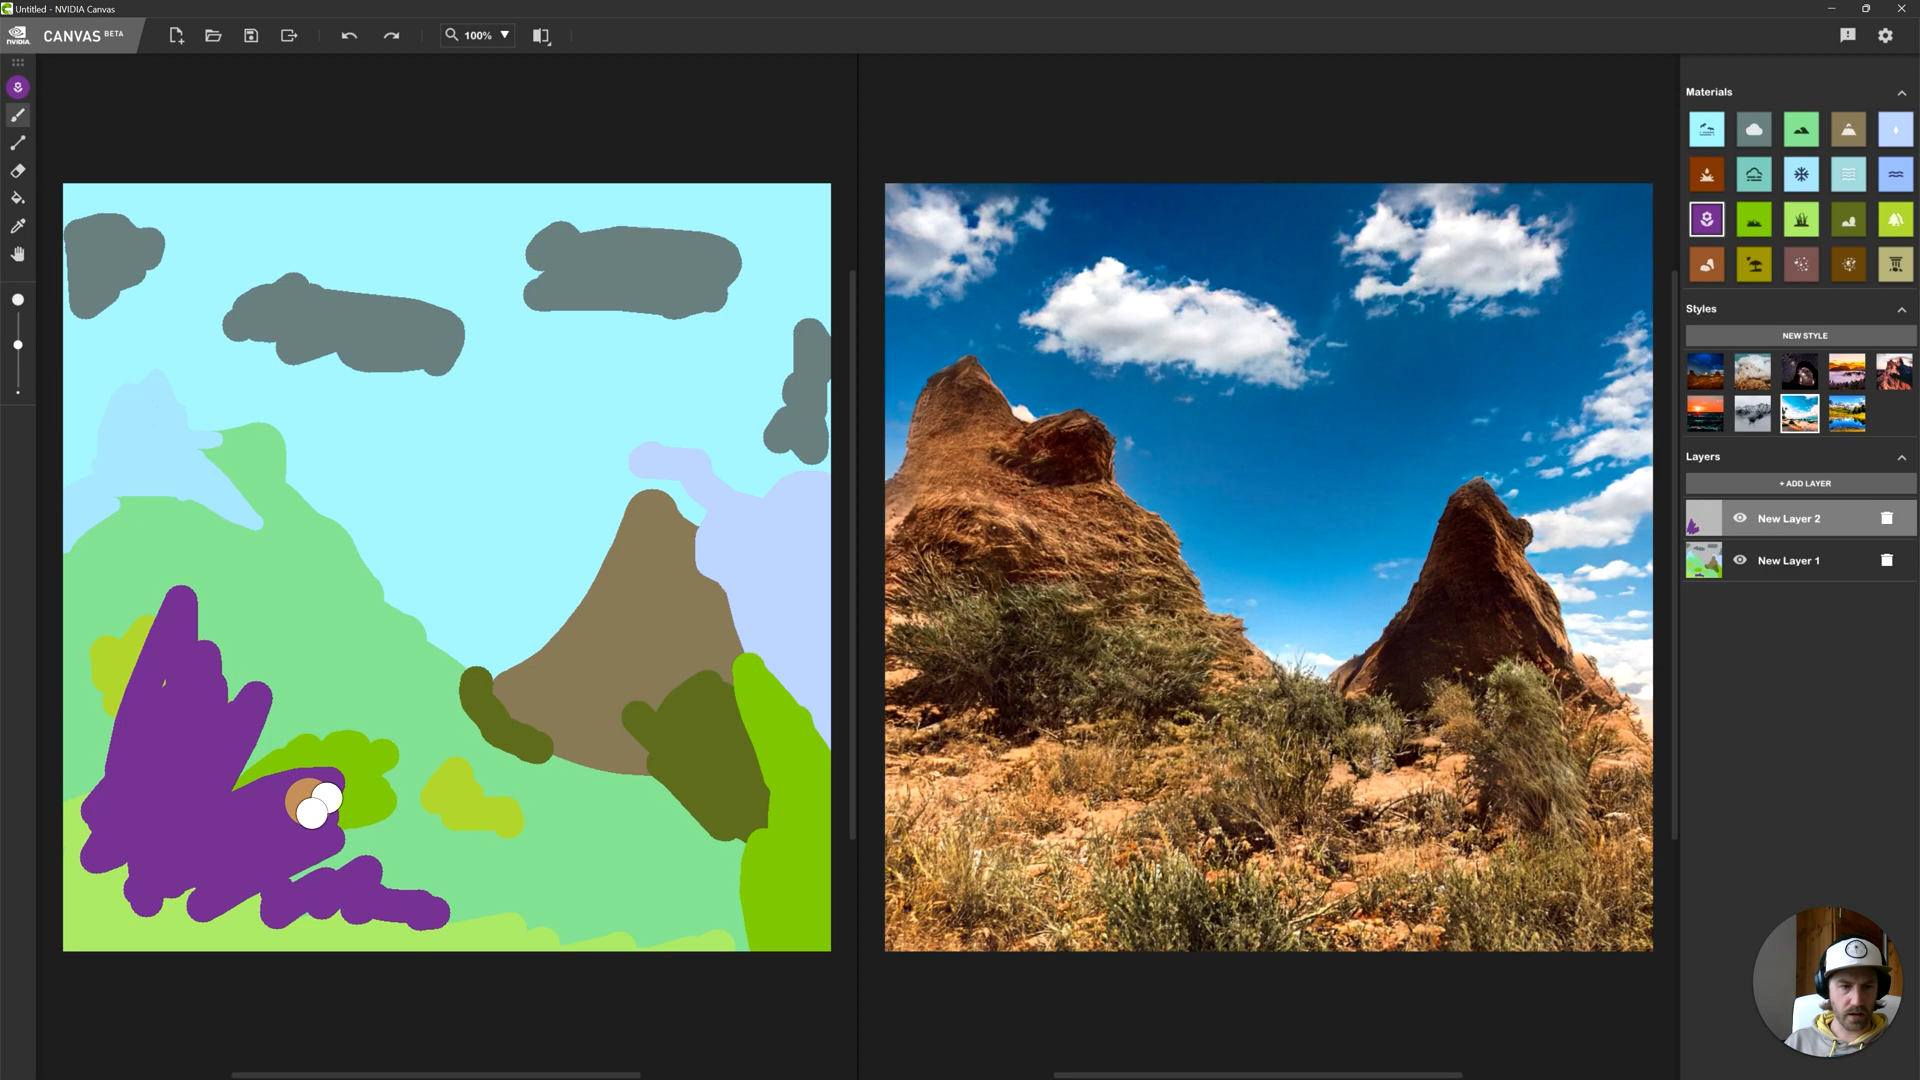 Untitled - NVIDIA Canvas
NVIDIA. CANVAS BETA
100%
Materials
Styles
NEW STYLE
Layers
+ ADD LAYER
New Layer 2
New Layer 1